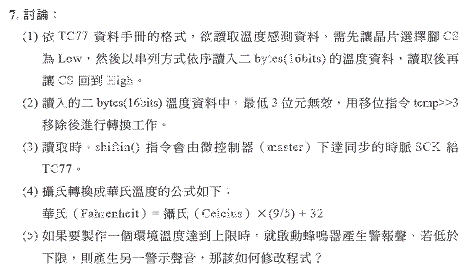 7. 討論：
(1) 依 TC77 資料手冊的格式，欲讀取溫度感測資料，需先讓晶片選擇腳 CS
為 Low，然後以串列方式依序讀入二 bytes(16bits) 的溫度資料，讀取後再
讓 CS 回到 High。
(2) 讀入的二 bytes(16bits) 溫度資料中，最低 3 位元無效，用移位指令 temp>>3
移除後進行轉換工作。
(3) 讀取時，shiftin() 指令會由微控制器（master）下達同步的時脈 SCK 給
TC77。
(4) 攝氏轉換成華氏溫度的公式如下：
華氏（Fahrenheit）= 攝氏（Celcius）×(9/5) + 32
(5) 如果要製作一個環境溫度達到上限時，就啟動蜂鳴器產生警報聲、若低於
下限，則產生另一警示聲音，那該如何修改程式？